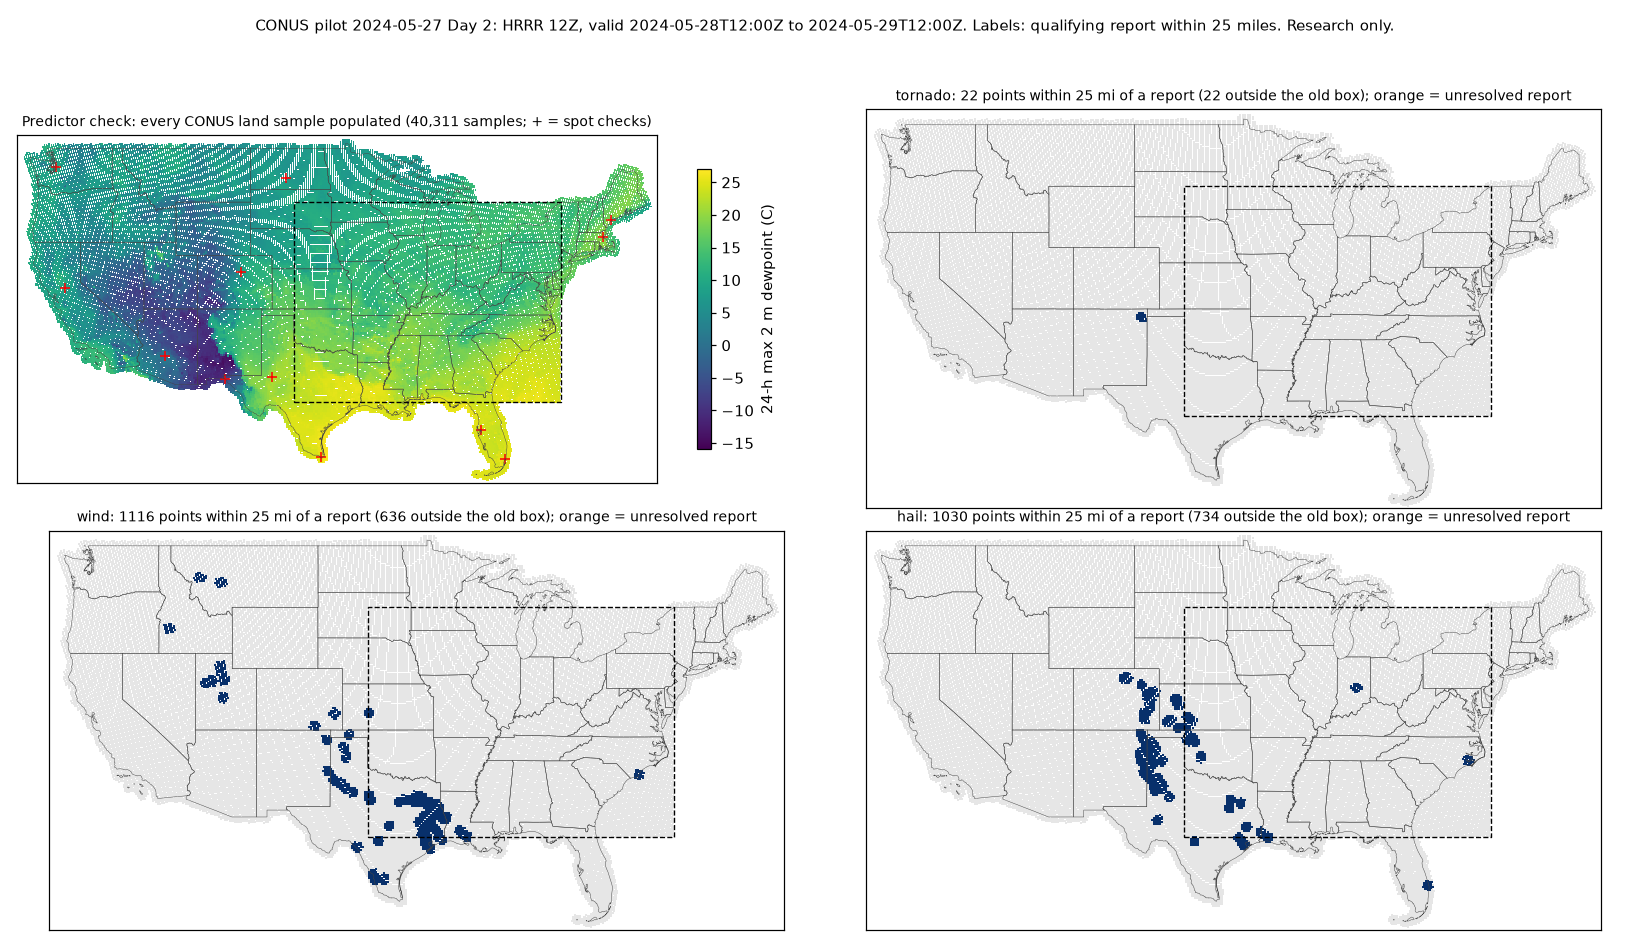 CONUS pilot 2024-05-27 Day 2: HRRR 12Z, valid 2024-05-28T12:00Z to 2024-05-29T12:00Z. Labels: qualifying report within 25 miles. Research only.
Predictor check: every CONUS land sample populated (40,311 samples; + = spot checks)
25
20
15
10
5
0
−5
−10
−15
24-h max 2 m dewpoint (C)
tornado: 22 points within 25 mi of a report (22 outside the old box); orange = unresolved report
wind: 1116 points within 25 mi of a report (636 outside the old box); orange = unresolved report
hail: 1030 points within 25 mi of a report (734 outside the old box); orange = unresolved report